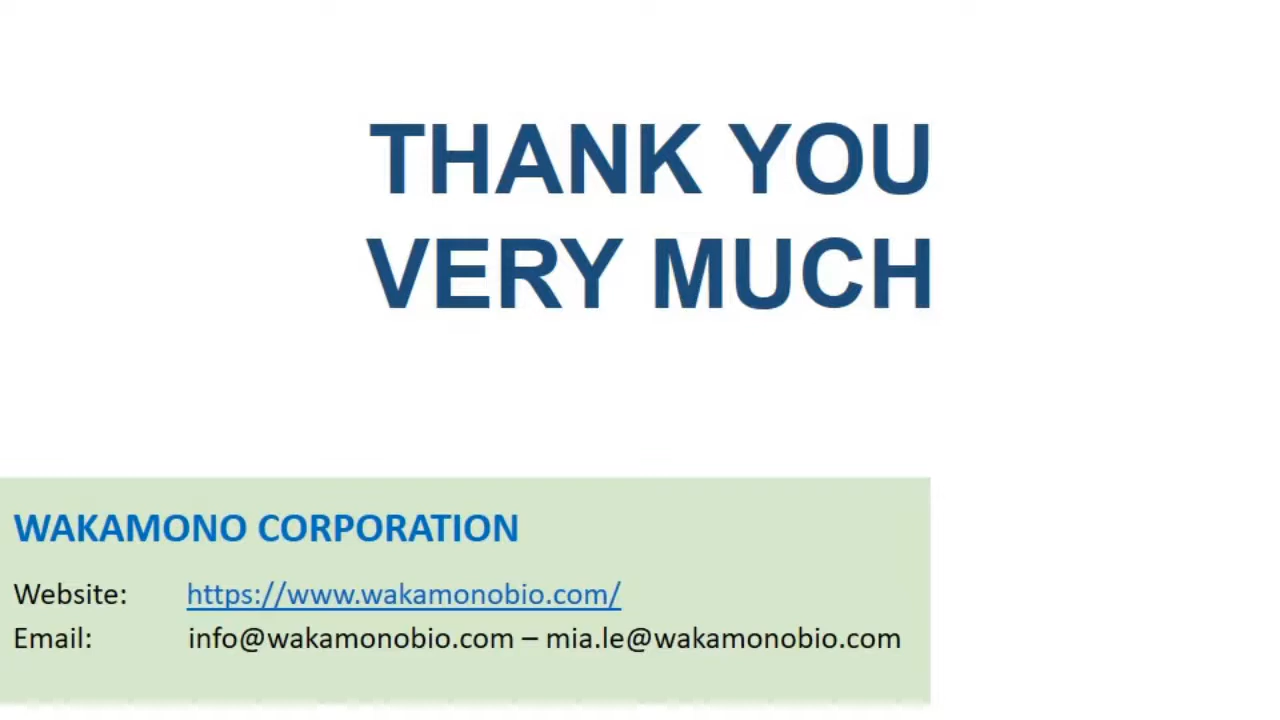 THANK YOU
VERY MUCH
WAKAMONO CORPORATION
Website: https://www.wakamonobio.com/
Email: info@wakamonobio.com – mia.le@wakamonobio.com